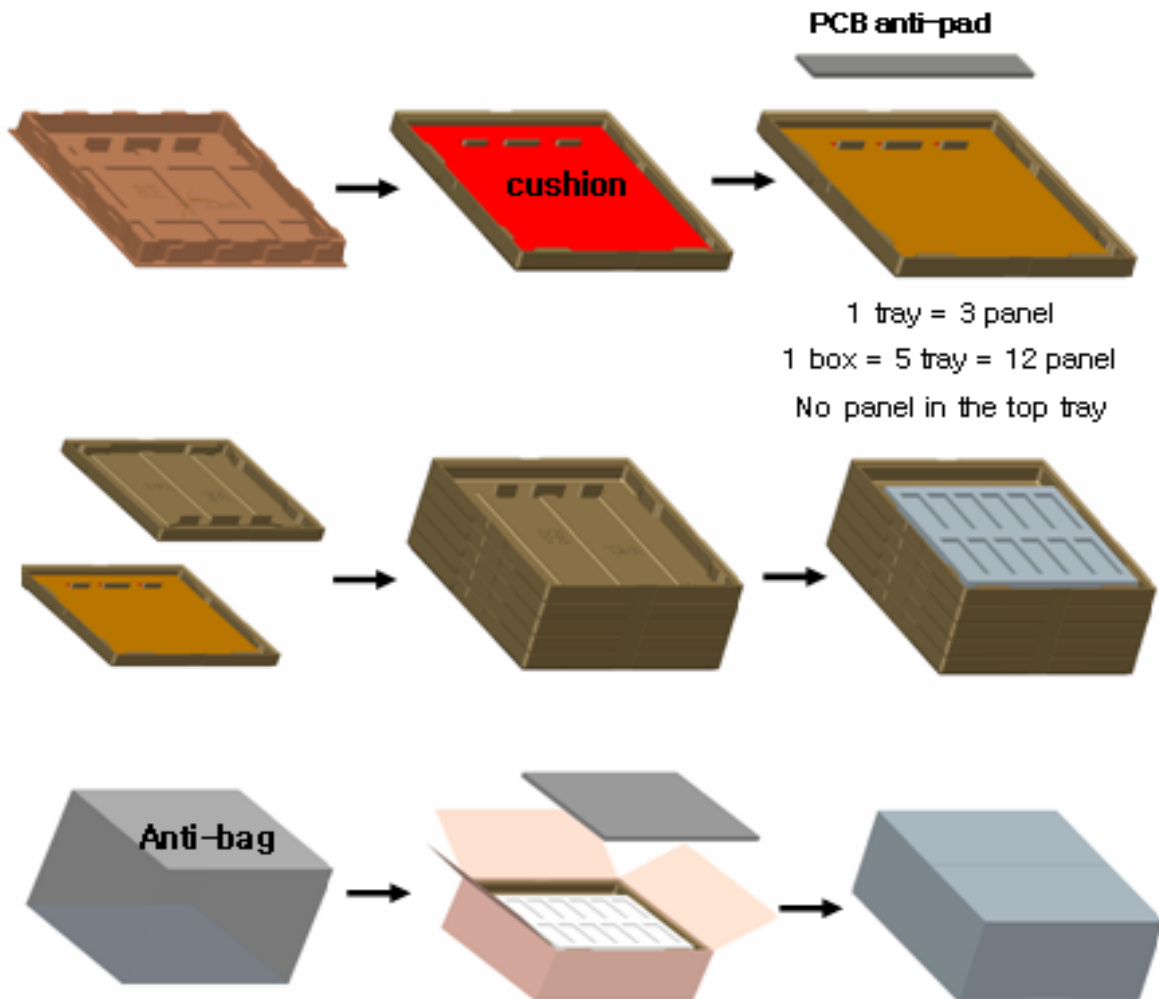 PCB anti-pad
cushion
1 tray = 3 panel
1 box = 5 tray = 12 panel
No panel in the top tray
Anti-bag